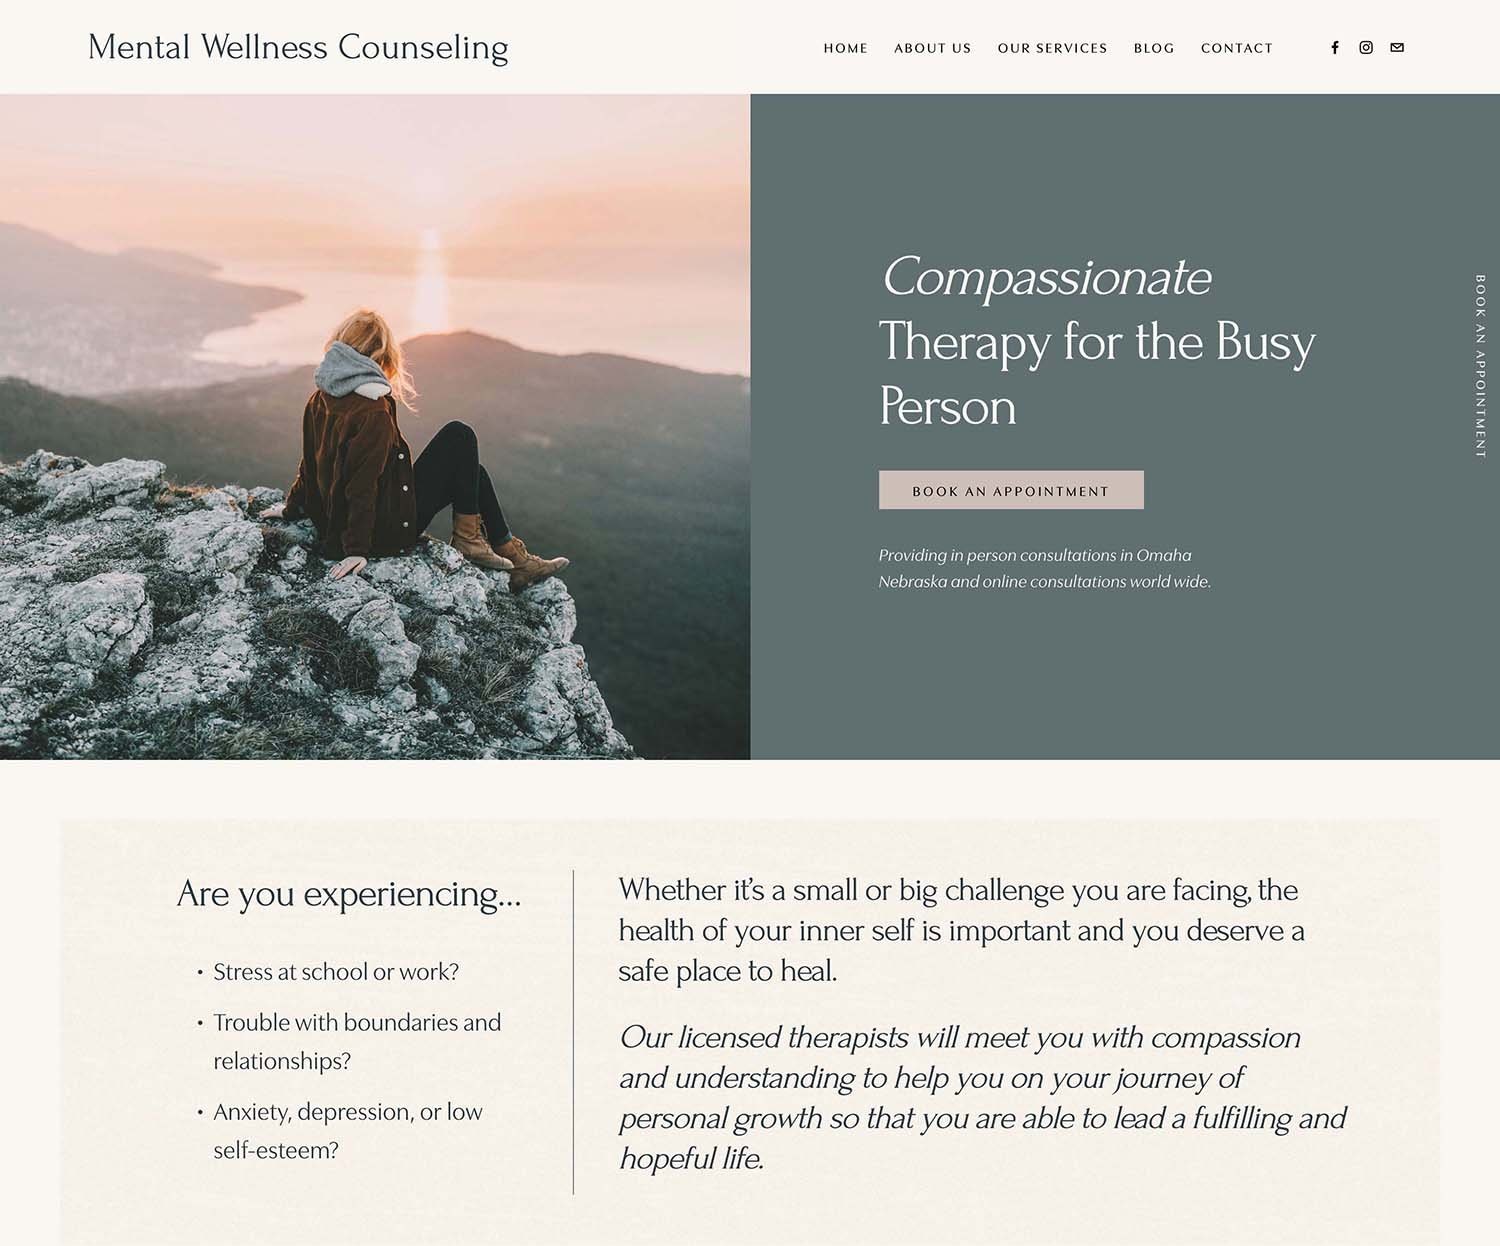 Mental Wellness Counseling
HOME ABOUT US OUR SERVICES BLOG CONTACT
Compassionate
Therapy for the Busy
Person
BOOK AN APPOINTMENT
Providing in person consultations in Omaha
Nebraska and online consultations world wide.
BOOK AN APPOINTMENT
Are you experiencing...
• Stress at school or work?
• Trouble with boundaries and
relationships?
• Anxiety, depression, or low
self-esteem?
Whether it's a small or big challenge you are facing, the
health of your inner self is important and you deserve a
safe place to heal.
Our licensed therapists will meet you with compassion
and understanding to help you on your journey of
personal growth so that you are able to lead a fulfilling and
hopeful life.